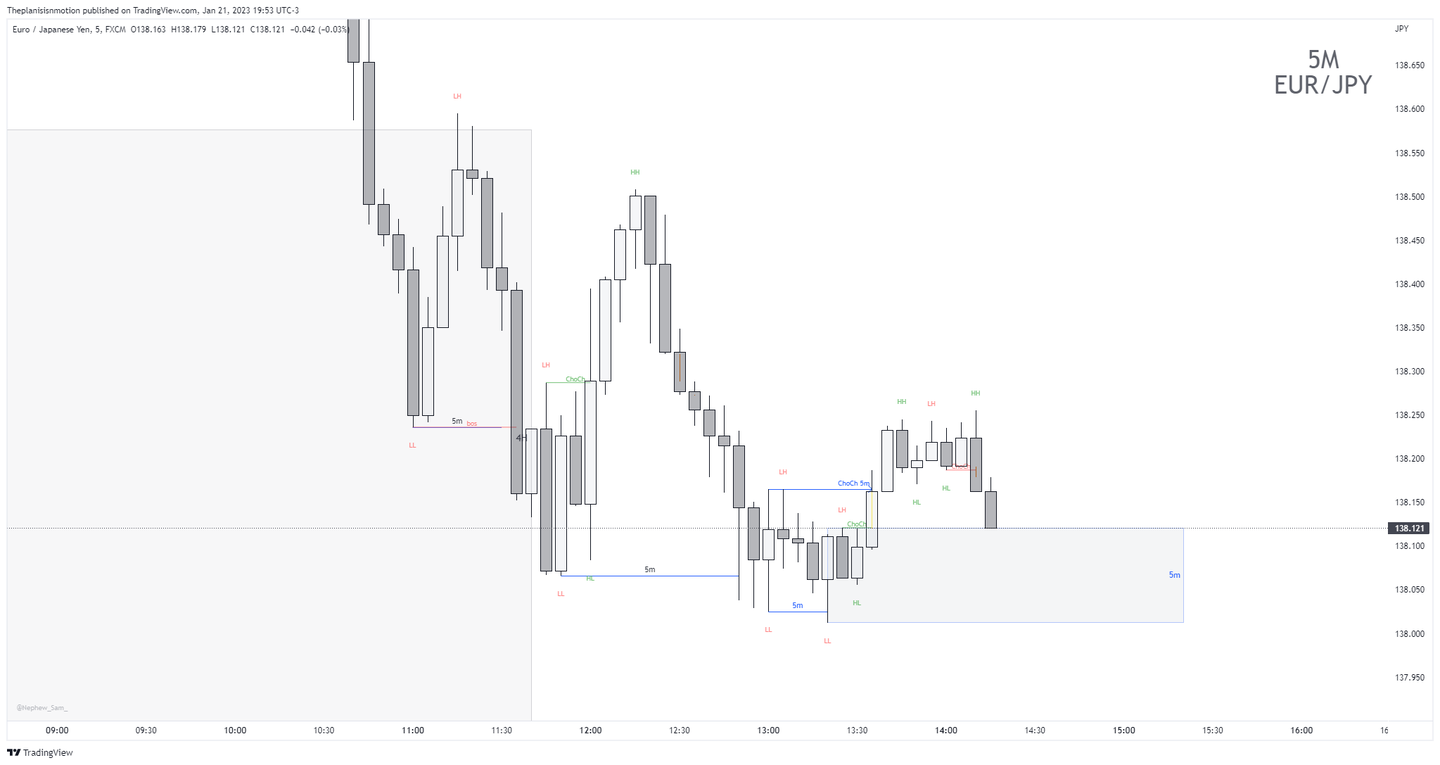 Theplanisinmotion published on TradingView.com, Jan 21, 2023 19:53 UTC-3
Euro / Japanese Yen, 5, FXCM O138.163 H138.179 L138.121 C138.121 −0.042 (−0.03%)
JPY
5M
EUR/JPY
138.650
LH
138.600
138.550
HH
138.500
138.450
138.400
138.350
LH
138.300
ChoCh
HH
HH
LH
138.250
5m
bos
4H
LL
138.200
LH
ChoCh 5m
HL
HL
138.150
LH
ChoCh
138.121
138.100
5m
5m
HL
138.050
LL
5m
HL
LL
138.000
LL
137.950
@Nephew_Sam_
09:00 09:30 10:00 10:30 11:00 11:30 12:00 12:30 13:00 13:30 14:00 14:30 15:00 15:30 16:00 16
TradingView